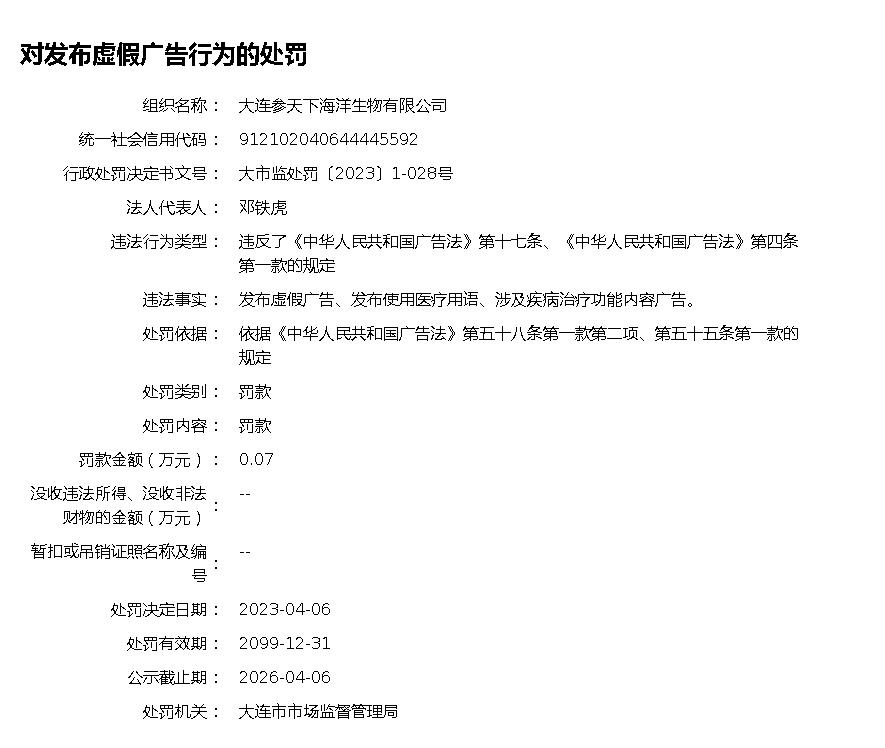 对发布虚假广告行为的处罚
组织名称： 大连参天下海洋生物有限公司
统一社会信用代码： 912102040644445592
行政处罚决定书文号： 大市监处罚〔2023〕1-028号
法人代表人： 邓铁虎
违法行为类型： 违反了《中华人民共和国广告法》第十七条、《中华人民共和国广告法》第四条
第一款的规定
违法事实： 发布虚假广告、发布使用医疗用语、涉及疾病治疗功能内容广告。
处罚依据： 依据《中华人民共和国广告法》第五十八条第一款第二项、第五十五条第一款的
规定
处罚类别： 罚款
处罚内容： 罚款
罚款金额（万元）： 0.07
没收违法所得、没收非法
财物的金额（万元）： --
暂扣或吊销证照名称及编
号： --
处罚决定日期： 2023-04-06
处罚有效期： 2099-12-31
公示截止期： 2026-04-06
处罚机关： 大连市市场监督管理局